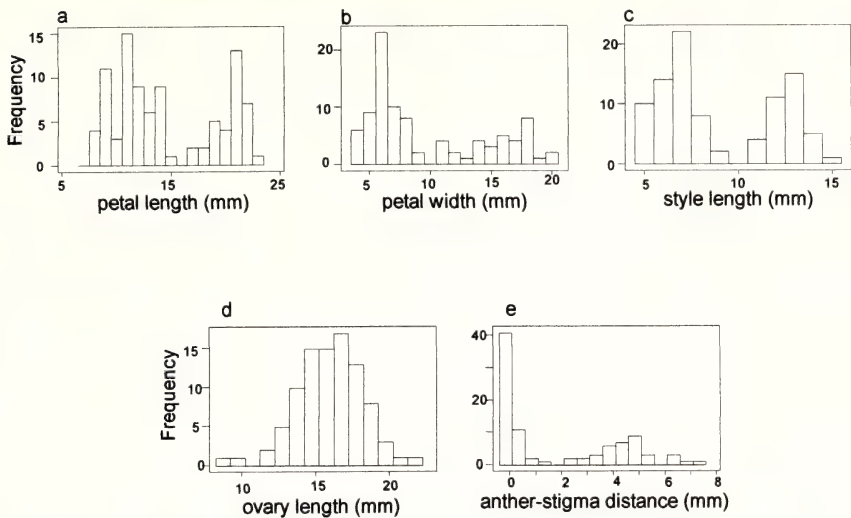 a
15
10
5
0
Frequency
5 15 25
petal length (mm)
b
20
10
0
5 10 15 20
petal width (mm)
c
20
10
0
5 10 15
style length (mm)
d
15
10
5
0
Frequency
10 15 20
ovary length (mm)
e
40
20
0
0 2 4 6 8
anther-stigma distance (mm)